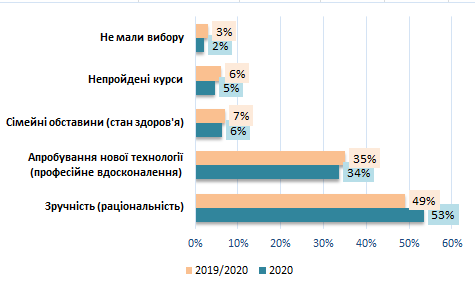 Не мали вибору
3%
2%
Непройдені курси
6%
5%
Сімейні обставини (стан здоров'я)
7%
6%
Апробування нової технології
(професійне вдосконалення)
35%
34%
Зручність (раціональність)
49%
53%
0% 10% 20% 30% 40% 50% 60%
2019/2020 2020